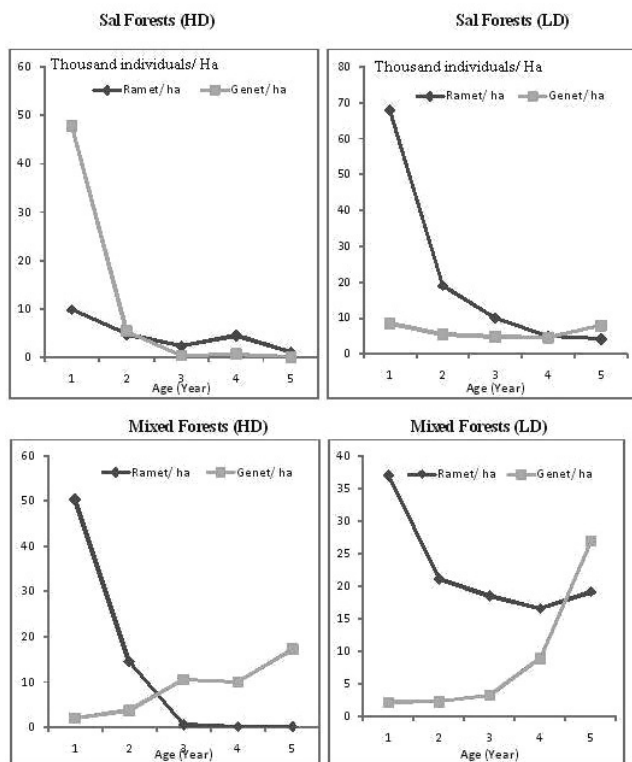 Sal Forests (HD)
Thousand individuals/ Ha
Ramet/ ha
Genet/ ha
60
50
40
30
20
10
0
1 2 3 4 5
Age (Year)
Sal Forests (LD)
Thousand individuals/ Ha
Ramet/ ha
Genet/ ha
80
70
60
50
40
30
20
10
0
1 2 3 4 5
Age (Year)
Mixed Forests (HD)
Ramet/ ha
Genet/ ha
60
50
40
30
20
10
0
1 2 3 4 5
Age (Year)
Mixed Forests (LD)
Ramet/ ha
Genet/ ha
40
35
30
25
20
15
10
5
0
1 2 3 4 5
Age (Year)